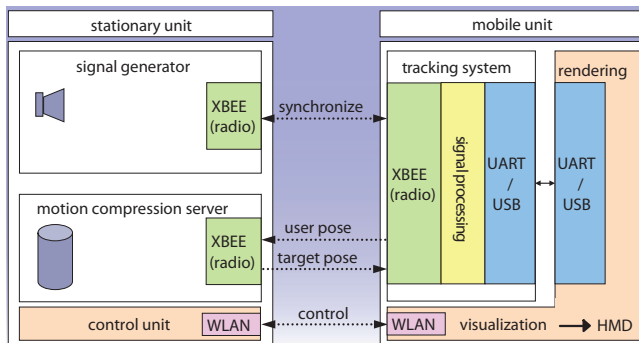 stationary unit
mobile unit
signal generator
XBEE
(radio)
synchronize
tracking system
rendering
XBEE
(radio)
signal processing
UART
/
USB
UART
/
USB
motion compression server
XBEE
(radio)
user pose
target pose
control unit
WLAN
control
WLAN
visualization
HMD